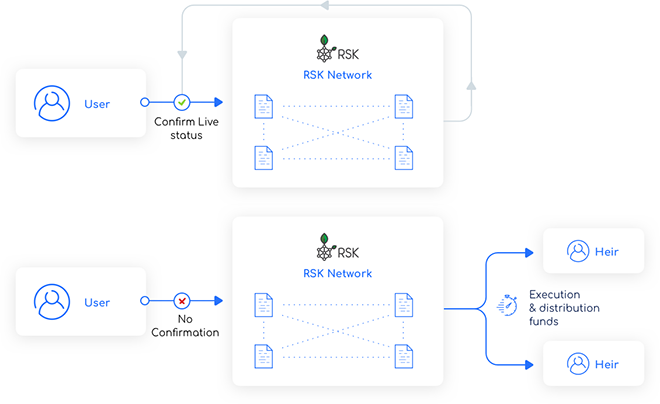 RSK
RSK Network
User
Confirm Live
status
RSK
RSK Network
User
No
Confirmation
Heir
Execution
& distribution
funds
Heir